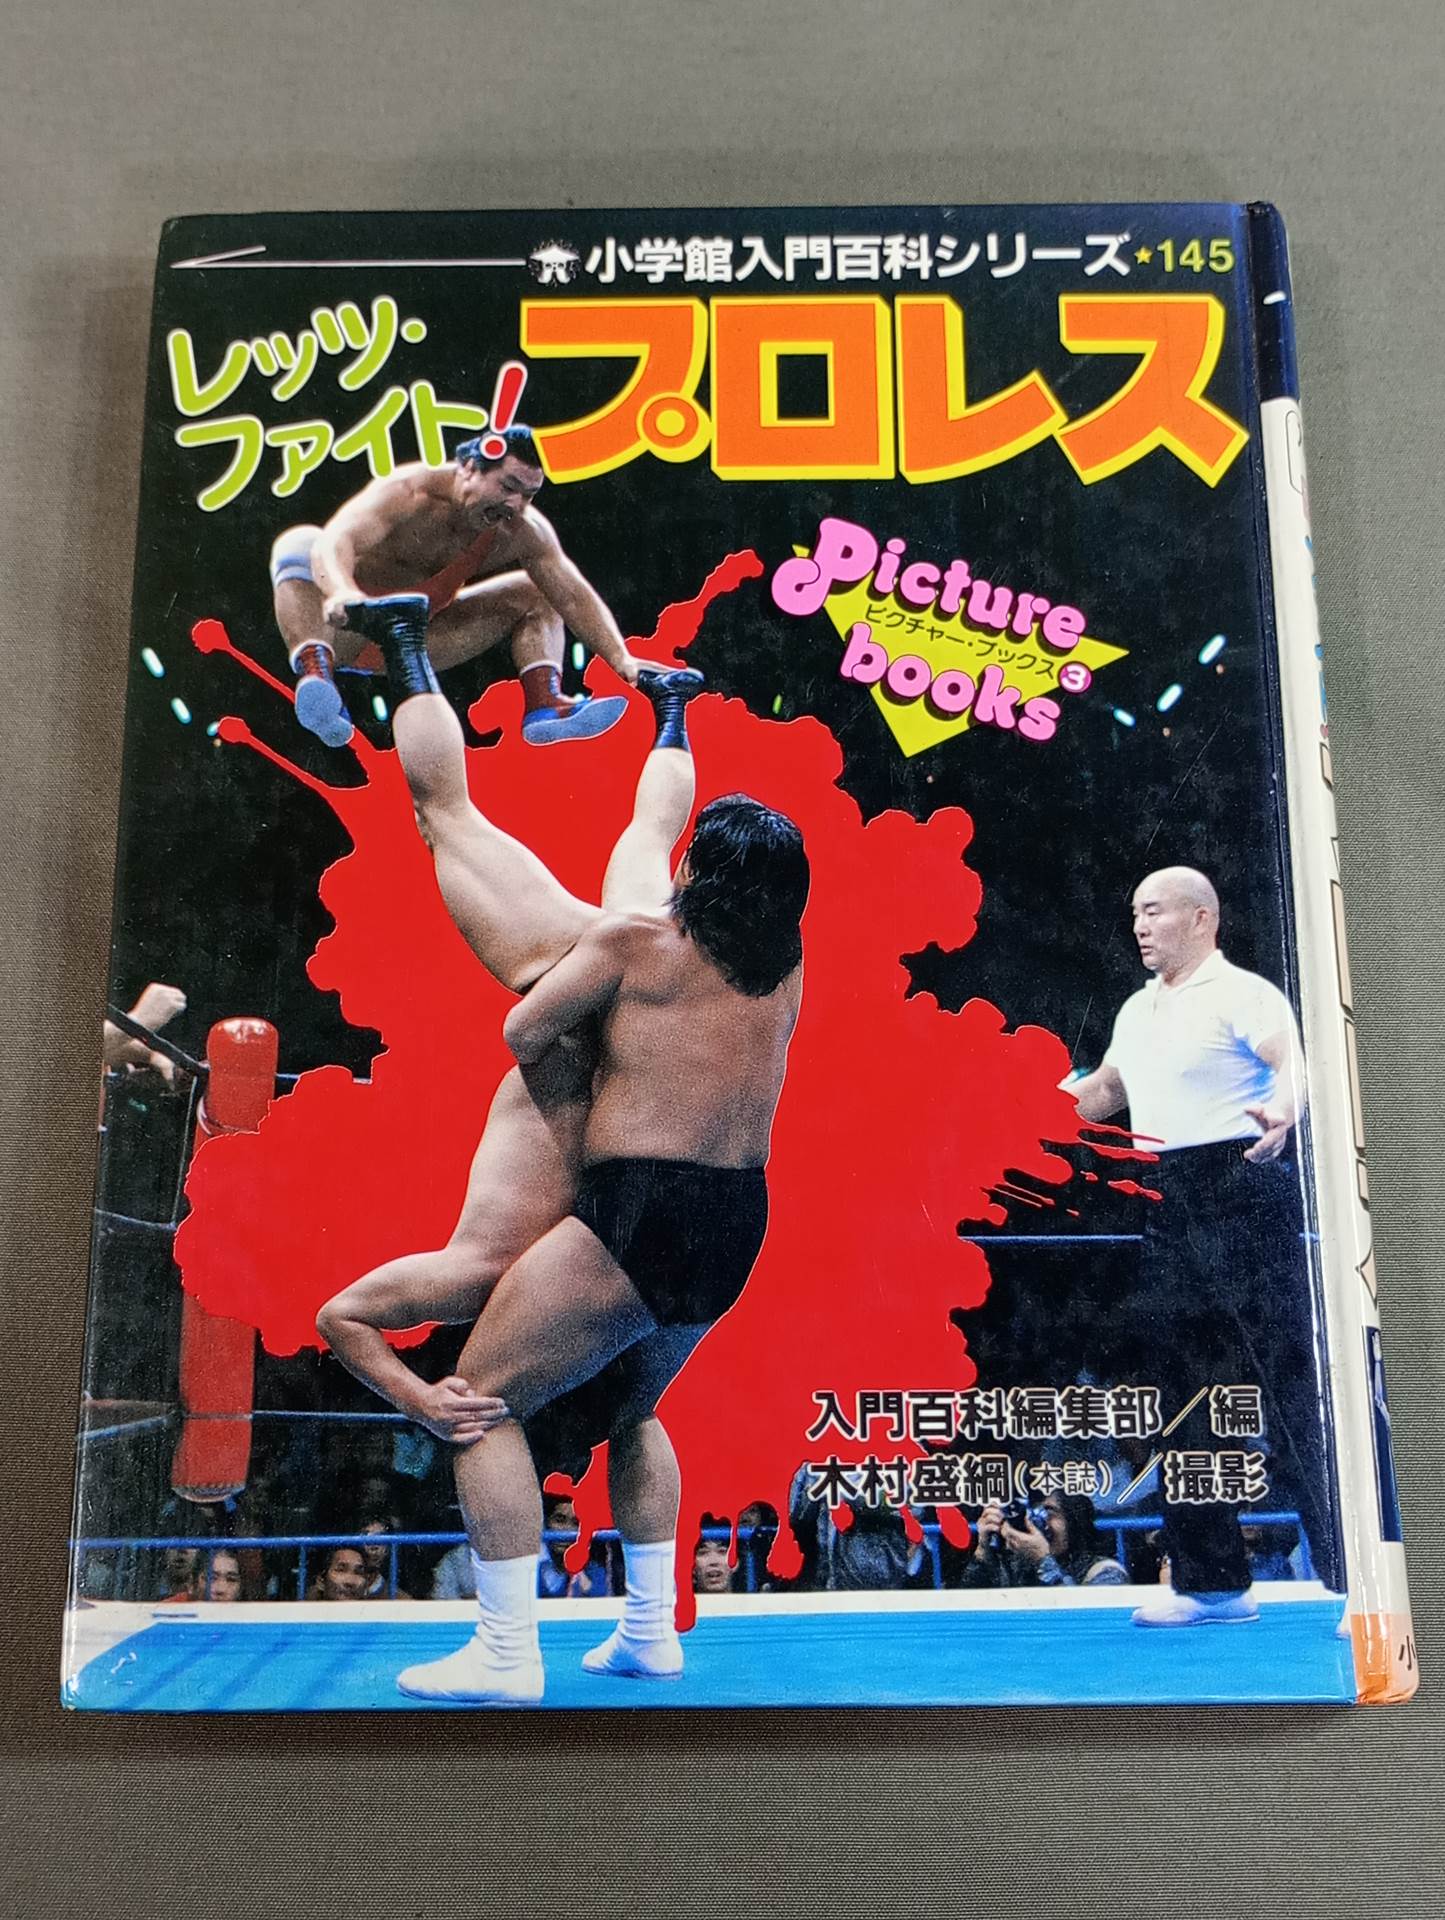 小学館入門百科シリーズ★145
レッツ・
ファイト!
プロレス
Picture
ピクチャー・ブックス3
books
入門百科編集部/編
木村盛綱(本誌)/撮影
小